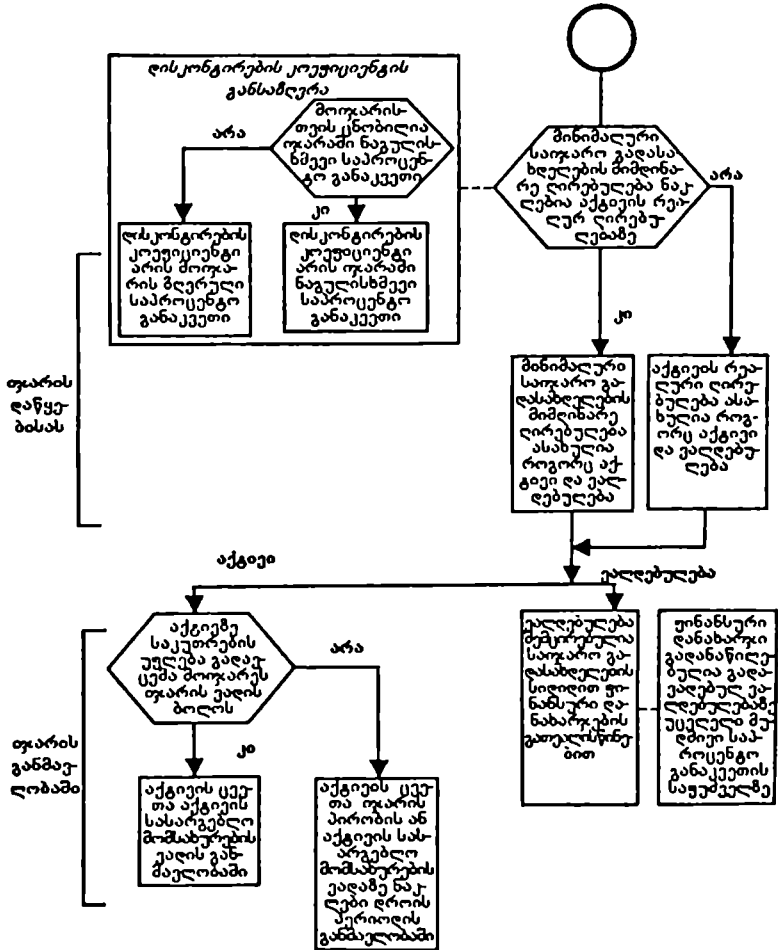 დისკონტირების კოეფიციენტის
განსაზღვრა
მოიჯარის-
თვის ცნობილია
იჯარაში ნაგულის-
ხმევი საპროცენ-
ტო განაკვეთი
არა
კი
დისკონტირების
კოეფიციენტი
არის მოიჯა-
რის ზღვრული
საპროცენტო
განაკვეთი
დისკონტირების
კოეფიციენტი
არის იჯარაში
ნაგულისხმევი
საპროცენტო
განაკვეთი
მინიმალური
საიჯარო გადასა-
ხდელების მიმდინა-
რე ღირებულება ნაკ-
ლებია აქტივის რეა-
ლურ ღირებუ-
ლებაზე
არა
კი
იჯარის
დაწყე-
ბისას
მინიმალური
საიჯარო გა-
დასახდელების
მიმდინარე
ღირებულება
ასახულია
როგორც აქ-
ტივი და ვალ-
დებულება
აქტივის რეა-
ლური ღირე-
ბულება ასა-
ხულია როგ-
ორც აქტივი
და ვალდებუ-
ლება
აქტივი
ვალდებულება
აქტივზე
საკუთრების
უფლება გადაე-
ცემა მოიჯარეს
იჯარის ვადის
ბოლოს
არა
კი
იჯარის
განმავ-
ლობაში
აქტივის ცვე-
თა აქტივის
სასარგებლო
მომსახურების
ვადის გან-
მავლობაში
აქტივის ცვე-
თა იჯარის
პირობის ან
აქტივის სას-
არგებლო
მომსახურების
ვადაზე ნაკ-
ლები დროის
პერიოდის
განმავლობაში
ვალდებულება
შემცირებულია
საიჯარო გა-
დასახდელების
სიდიდით ფი-
ნანსური და-
ნახარჯების
გათვალისწინე-
ბით
ფინანსური
დანახარჯი
გადანაწილე-
ბულია გადა-
ვადებულ ვა-
ლდებულებაზე
უცვლელი მუ-
დმივი საპ-
როცენტო
განაკვეთის
საფუძველზე